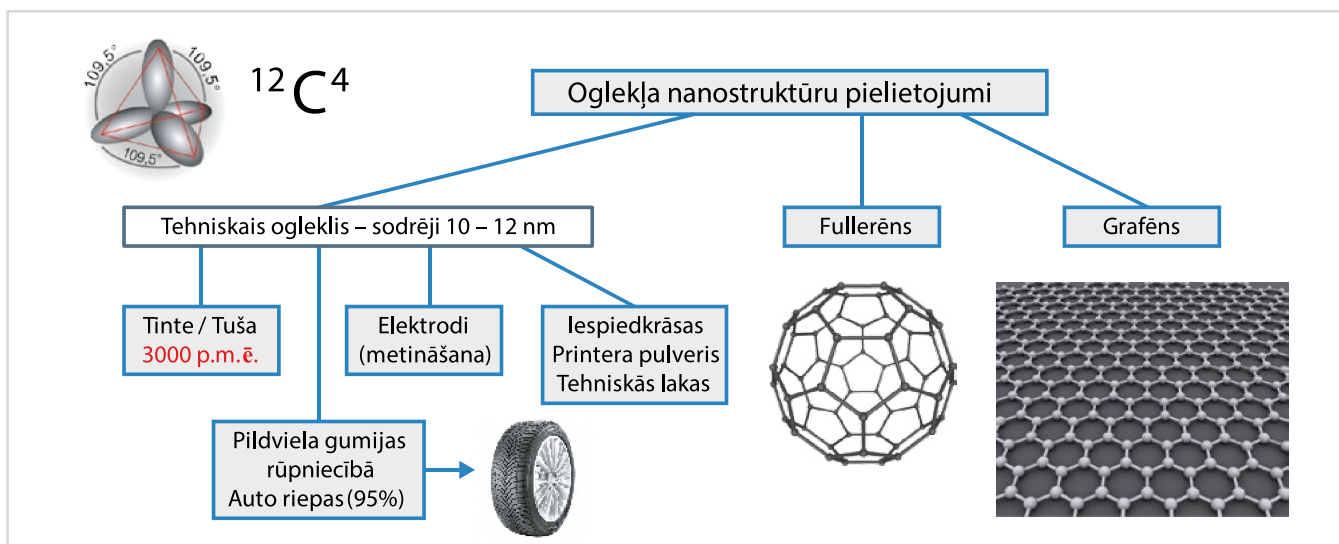 109,5°
109,5°
109,5°
12C4
Oglekļa nanostruktūru pielietojumi
Tehniskais ogleklis – sodrēji 10 – 12 nm
Fullerēns
Grafēns
Tinte / Tuša
3000 p.m.ē.
Elektrodi
(metināšana)
Iespiedkrāsas
Printera pulveris
Tehniskās lakas
Pildviela gumijas
rūpniecībā
Auto riepas (95%)